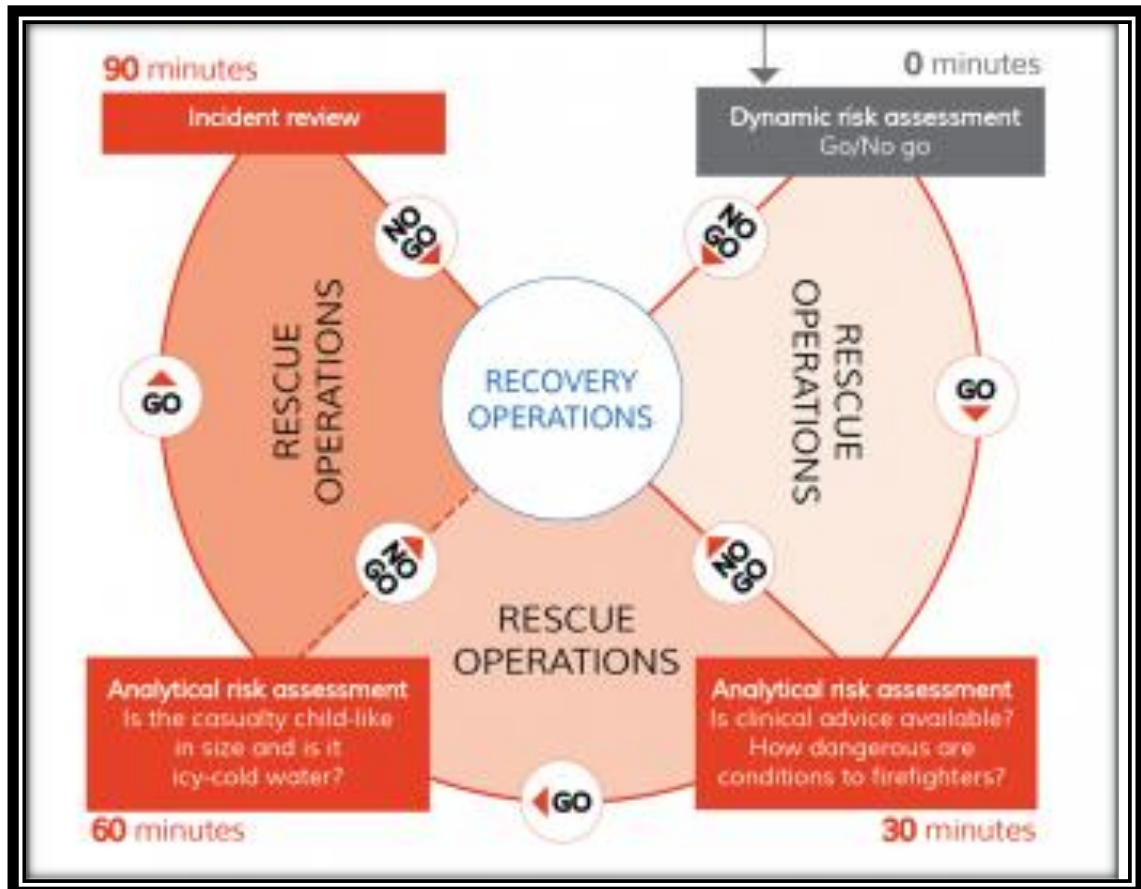 90 minutes
Incident review
0 minutes
Dynamic risk assessment
Go/No go
NO
GO
NO
GO
RESCUE
OPERATIONS
RECOVERY
OPERATIONS
RESCUE
OPERATIONS
GO
GO
NO
GO
NO
GO
RESCUE
OPERATIONS
Analytical risk assessment
Is the casualty child-like
in size and is it
icy-cold water?
60 minutes
GO
Analytical risk assessment
Is clinical advice available?
How dangerous are
conditions to firefighters?
30 minutes